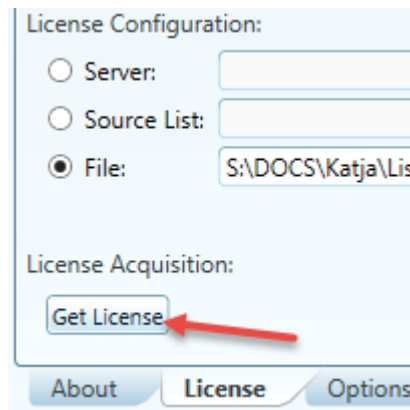 License Configuration:
Server:
Source List:
File: S:\DOCS\Katja\Lis
License Acquisition:
Get License
About License Options